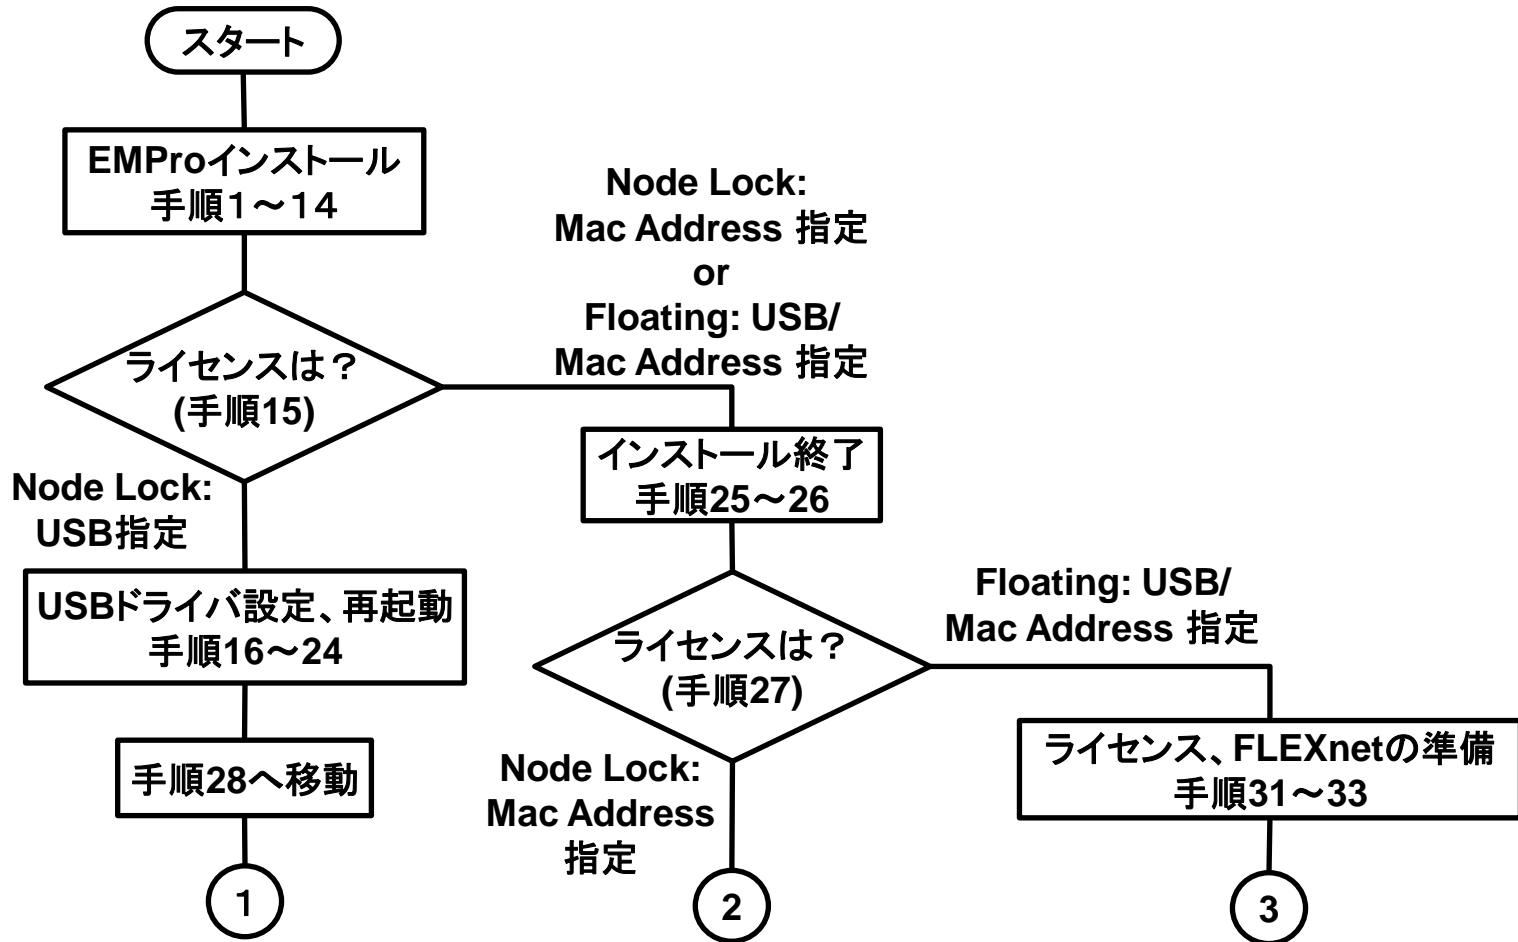 スタート
EMProインストール
手順１～１４
Node Lock:
Mac Address 指定
or
Floating: USB/
Mac Address 指定
ライセンスは？
(手順15)
インストール終了
手順25～26
Node Lock:
USB指定
USBドライバ設定、再起動
手順16～24
Floating: USB/
Mac Address 指定
ライセンスは？
(手順27)
手順28へ移動
Node Lock:
Mac Address
指定
ライセンス、FLEXnetの準備
手順31～33
１
2
3